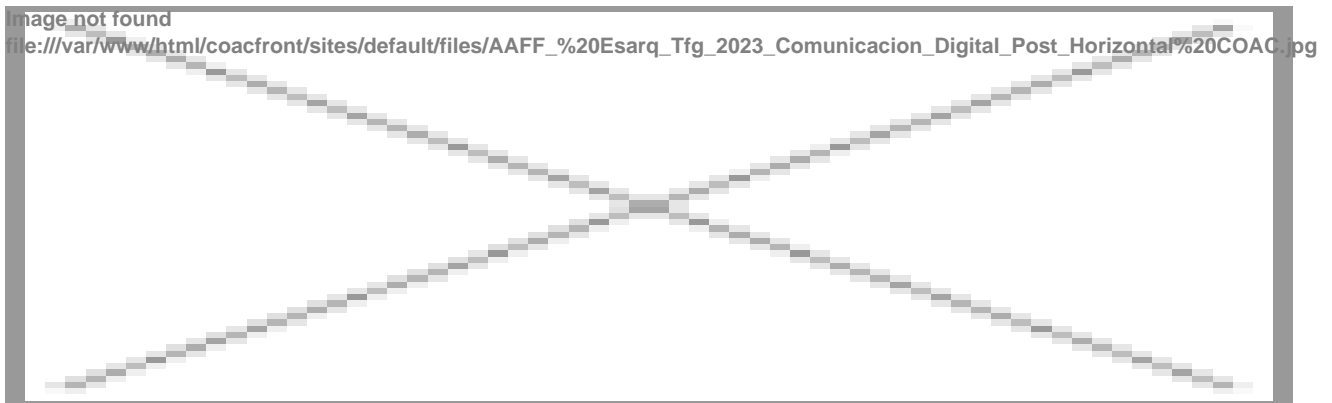 Image not found
file:///var/www/html/coacfront/sites/default/files/AAFF_%20Esarq_Tfg_2023_Comunicacion_Digital_Post_Horizontal%20COAC.jpg